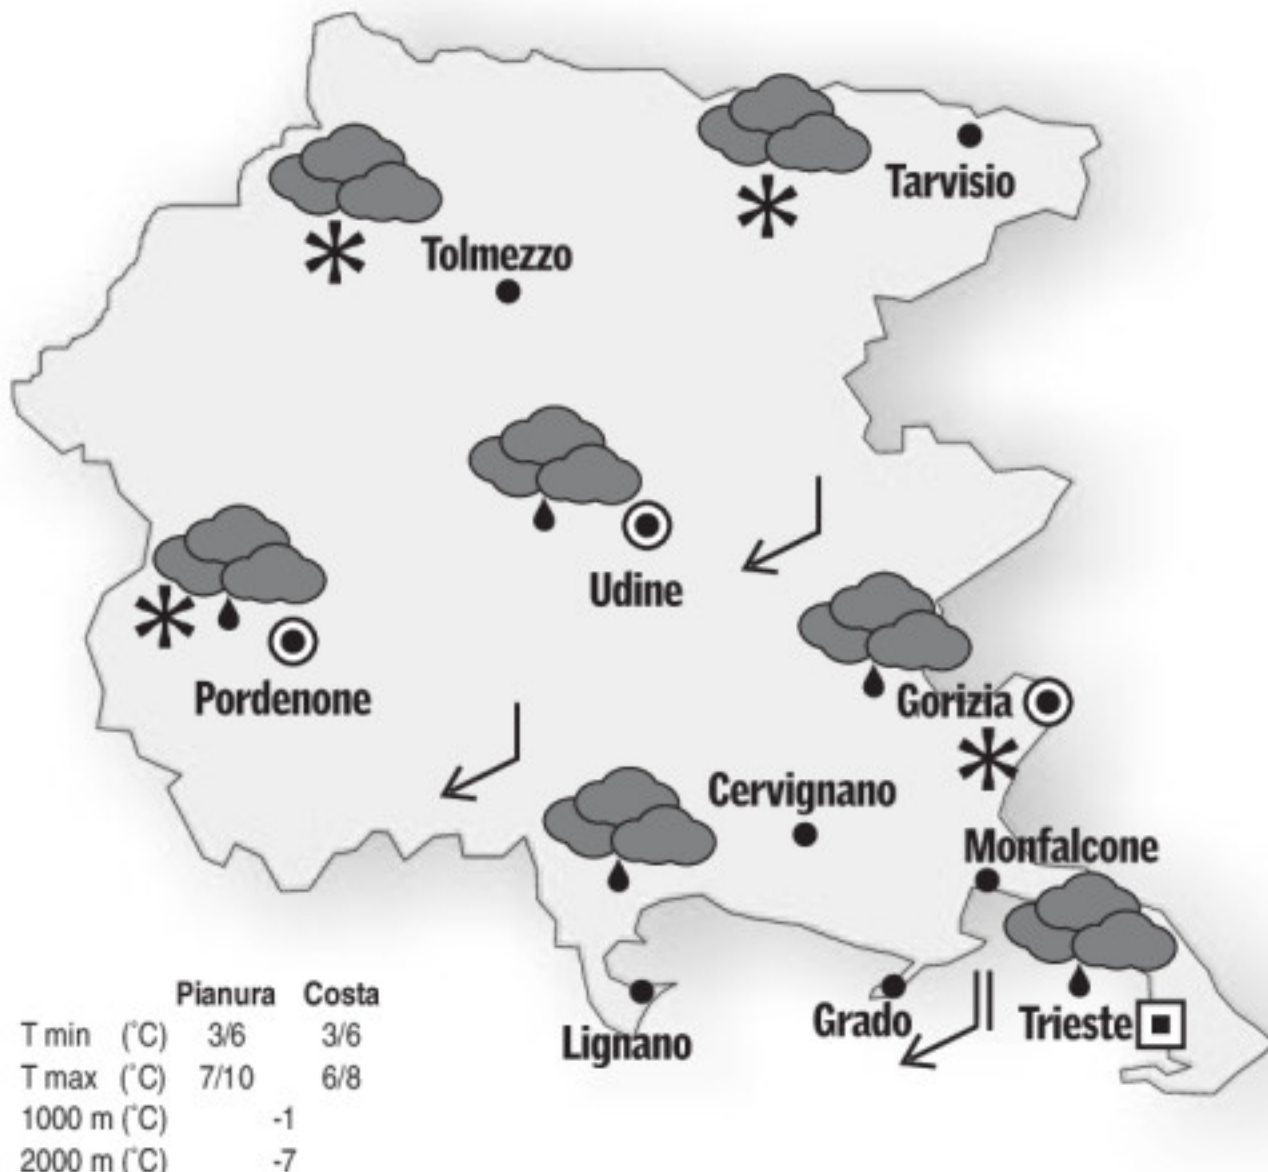 Tarvisio
Tolmezzo
Udine
Pordenone
Gorizia
Cervignano
Monfalcone
Grado
Trieste
Lignano
Pianura Costa
T min (°C) 3/6 3/6
T max (°C) 7/10 6/8
1000 m (°C) -1
2000 m (°C) -7